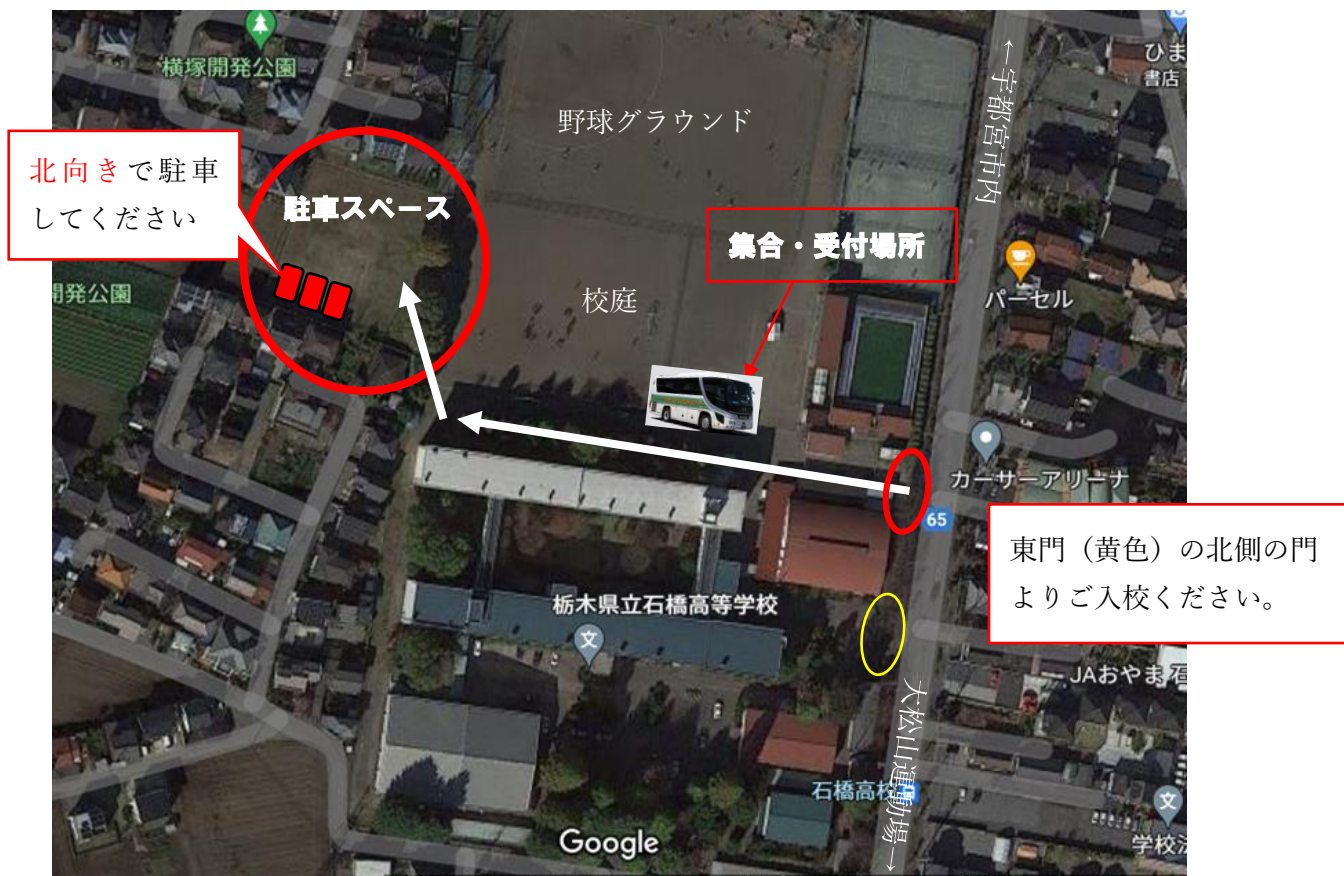 横塚開発公園
ひま
書店
←宇都宮市内
野球グラウンド
北向きで駐車
してください
駐車スペース
集合・受付場所
パーセル
開発公園
校庭
カーサーアリーナ
65
東門（黄色）の北側の門
よりご入校ください。
栃木県立石橋高等学校
文
JAおやま 石
大松山運動場→
石橋高校
文
Google
学校法